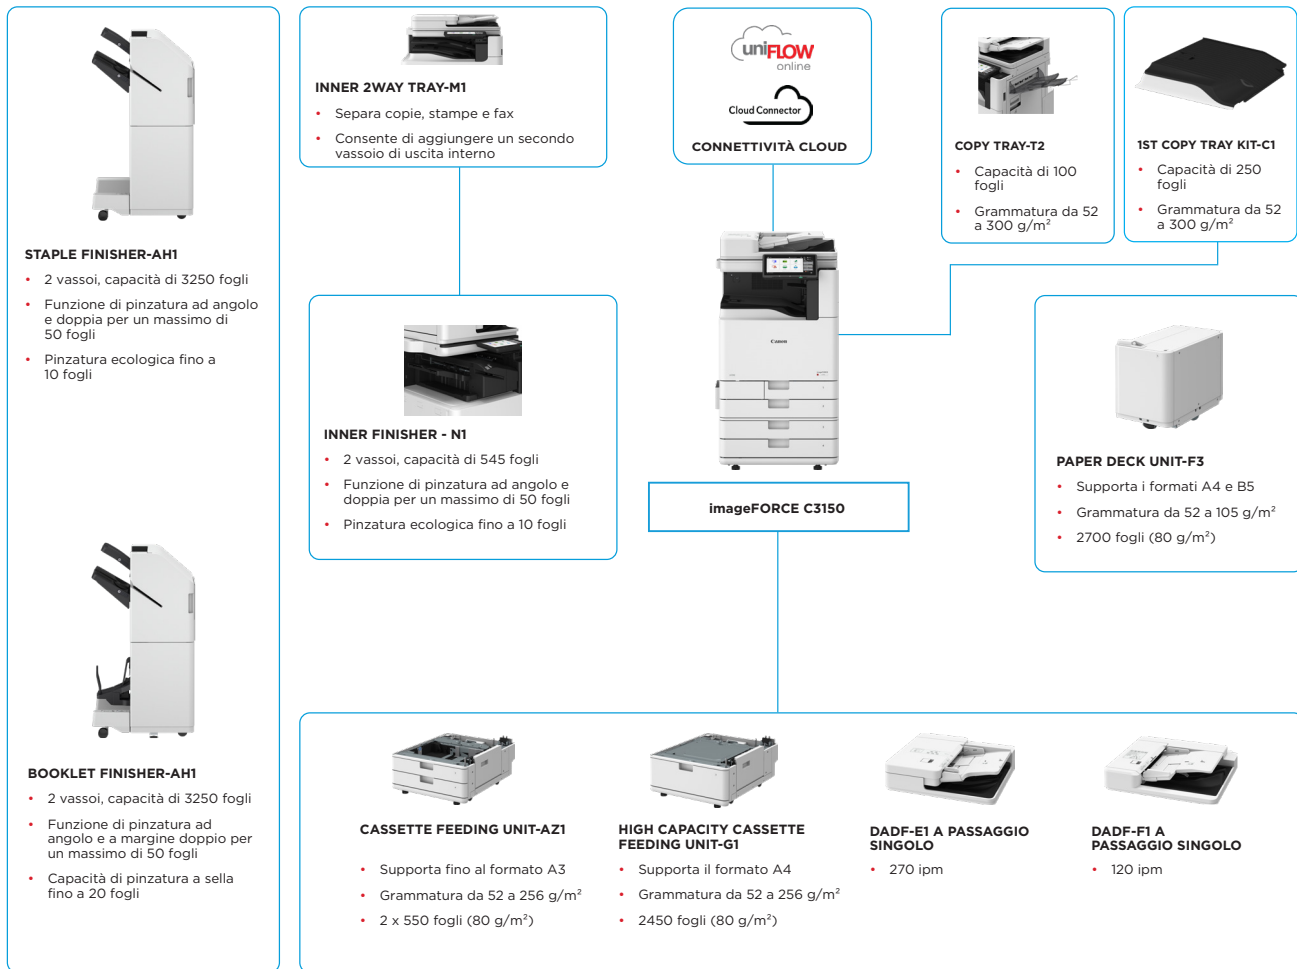 STAPLE FINISHER-AH1
• 2 vassoi, capacità di 3250 fogli
• Funzione di pinzatura ad angolo
e doppia per un massimo di
50 fogli
• Pinzatura ecologica fino a
10 fogli
BOOKLET FINISHER-AH1
• 2 vassoi, capacità di 3250 fogli
• Funzione di pinzatura ad
angolo e a margine doppio per
un massimo di 50 fogli
• Capacità di pinzatura a sella
fino a 20 fogli
INNER 2WAY TRAY-M1
• Separa copie, stampe e fax
• Consente di aggiungere un secondo
vassoio di uscita interno
INNER FINISHER - N1
• 2 vassoi, capacità di 545 fogli
• Funzione di pinzatura ad angolo e
doppia per un massimo di 50 fogli
• Pinzatura ecologica fino a 10 fogli
uniFLOW
online
Cloud Connector
CONNETTIVITÀ CLOUD
Canon
imageFORCE C3150
COPY TRAY-T2
• Capacità di 100
fogli
• Grammatura da 52
a 300 g/m²
1ST COPY TRAY KIT-C1
• Capacità di 250
fogli
• Grammatura da 52
a 300 g/m²
PAPER DECK UNIT-F3
• Supporta i formati A4 e B5
• Grammatura da 52 a 105 g/m²
• 2700 fogli (80 g/m²)
CASSETTE FEEDING UNIT-AZ1
• Supporta fino al formato A3
• Grammatura da 52 a 256 g/m²
• 2 x 550 fogli (80 g/m²)
HIGH CAPACITY CASSETTE
FEEDING UNIT-G1
• Supporta il formato A4
• Grammatura da 52 a 256 g/m²
• 2450 fogli (80 g/m²)
DADF-E1 A PASSAGGIO
SINGOLO
• 270 ipm
DADF-F1 A
PASSAGGIO SINGOLO
• 120 ipm